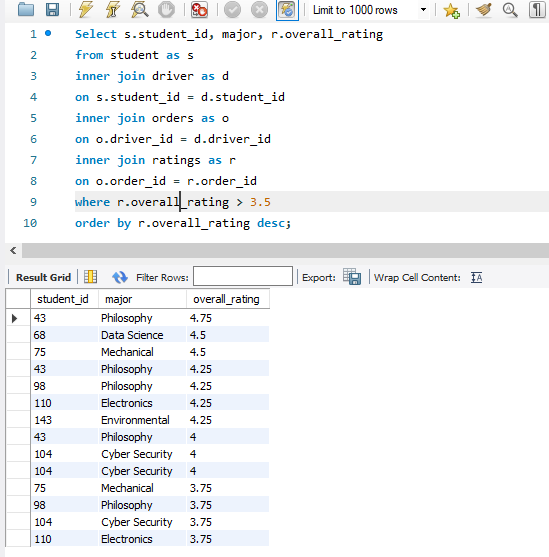 Limit to 1000 rows
1 Select s.student_id, major, r.overall_rating
2 from student as s
3 inner join driver as d
4 on s.student_id = d.student_id
5 inner join orders as o
6 on o.driver_id = d.driver_id
7 inner join ratings as r
8 on o.order_id = r.order_id
9 where r.overall_rating > 3.5
10 order by r.overall_rating desc;
Result Grid Filter Rows: Export: Wrap Cell Content: IA
student_id major overall_rating
43 Philosophy 4.75
68 Data Science 4.5
75 Mechanical 4.5
43 Philosophy 4.25
98 Philosophy 4.25
110 Electronics 4.25
143 Environmental 4.25
43 Philosophy 4
104 Cyber Security 4
104 Cyber Security 4
75 Mechanical 3.75
98 Philosophy 3.75
104 Cyber Security 3.75
110 Electronics 3.75